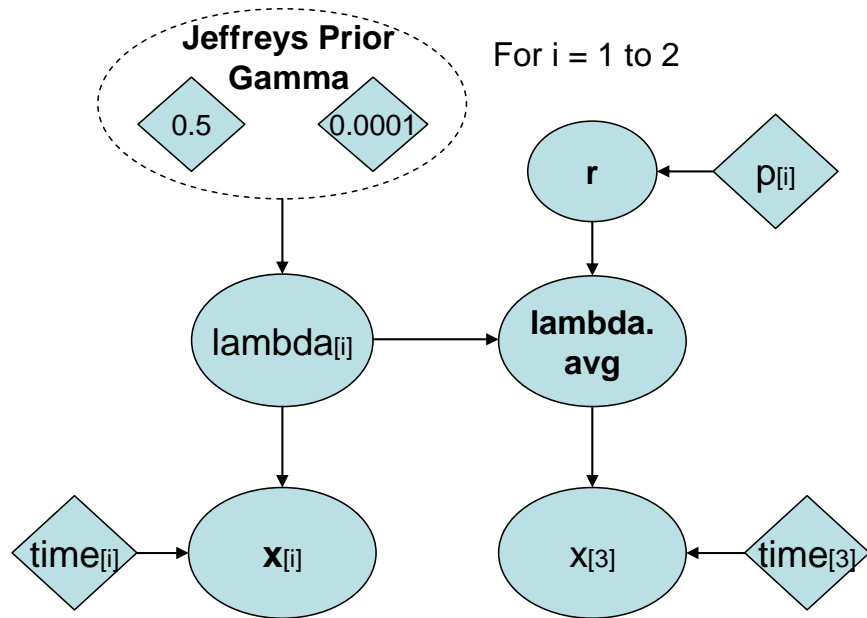 Jeffreys Prior
Gamma
For i = 1 to 2
0.5
0.0001
r
p[i]
lambda[i]
lambda.
avg
time[i]
x[i]
x[3]
time[3]